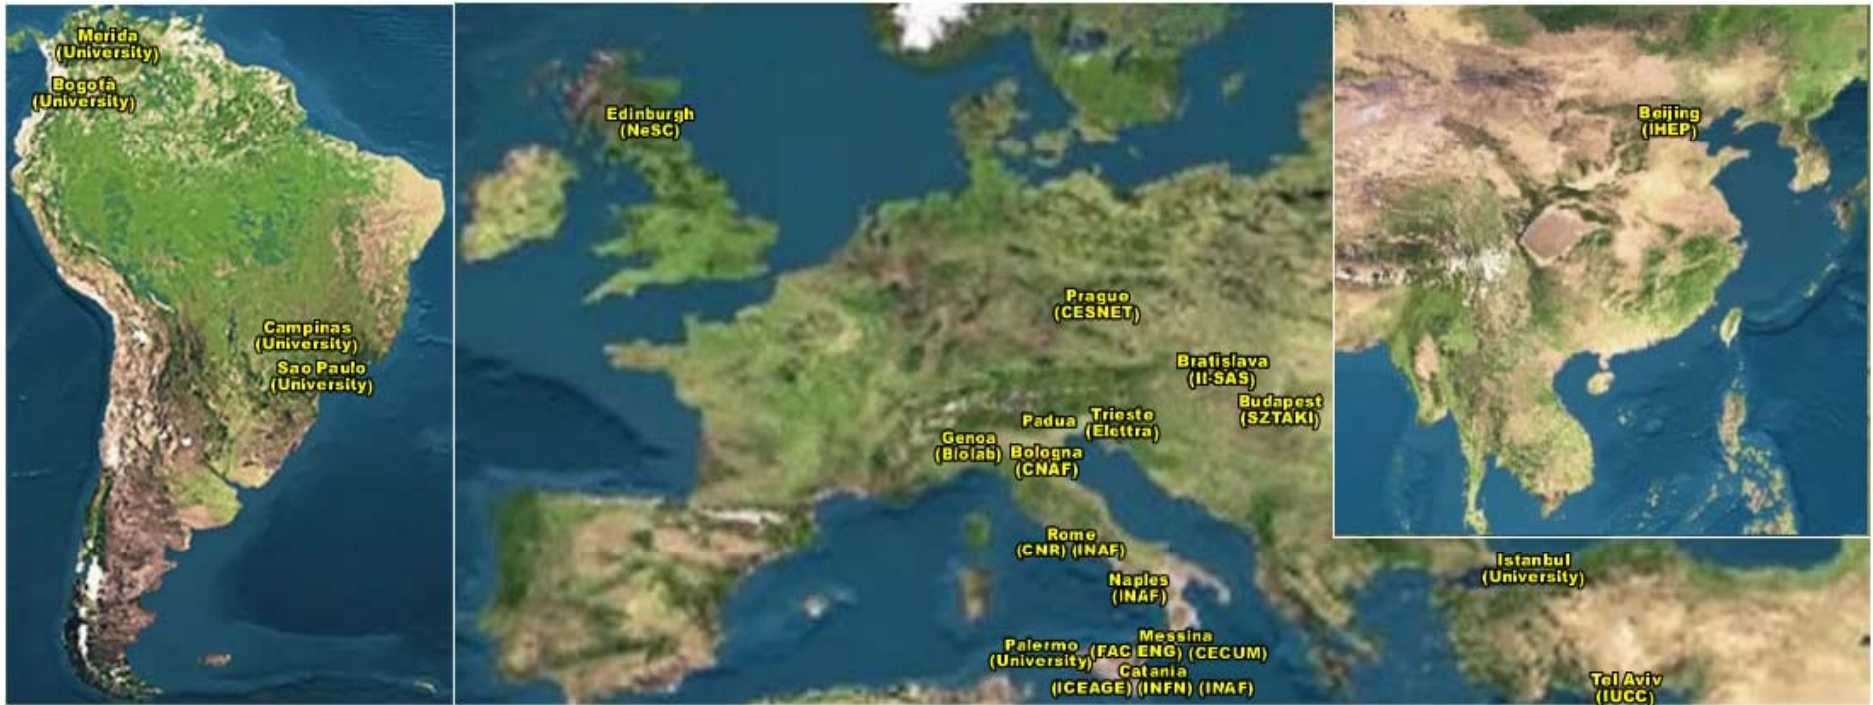 Merida
(University)
Bogotà
(University)
Campinas
(University)
Sao Paulo
(University)
Edinburgh
(NeSC)
Prague
(CESNET)
Bratislava
(II-SAS)
Budapest
(SZTAKI)
Padua
Trieste
(Elettra)
Genoa
(Biolab)
Bologna
(CNAF)
Rome
(CNR) (INAF)
Naples
(INAF)
Palermo
(University)
Messina
(FAC ENG) (CECUM)
Catania
(ICEAGE) (INFN) (INAF)
Beijing
(IHEP)
Istanbul
(University)
Tel Aviv
(IUCC)